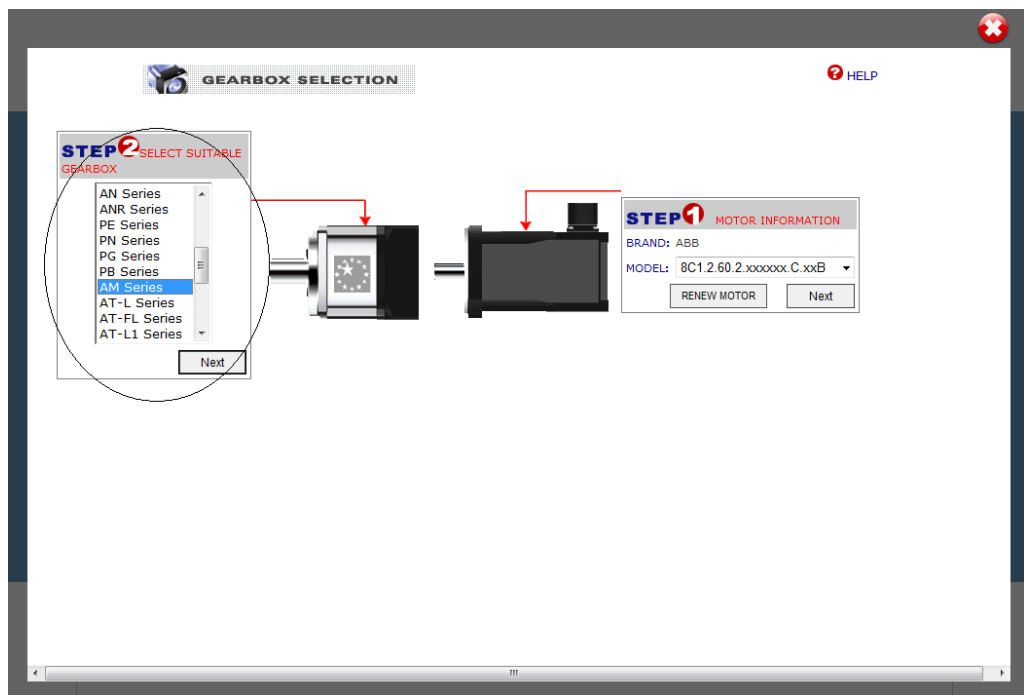 GEARBOX SELECTION
? HELP
STEP 2 SELECT SUITABLE
GEARBOX
AN Series
ANR Series
PE Series
PN Series
PG Series
PB Series
AM Series
AT-L Series
AT-FL Series
AT-L1 Series
Next
STEP 1 MOTOR INFORMATION
BRAND: ABB
MODEL: 8C1.2.60.2.xxxxxx.C.xxB
RENEW MOTOR Next